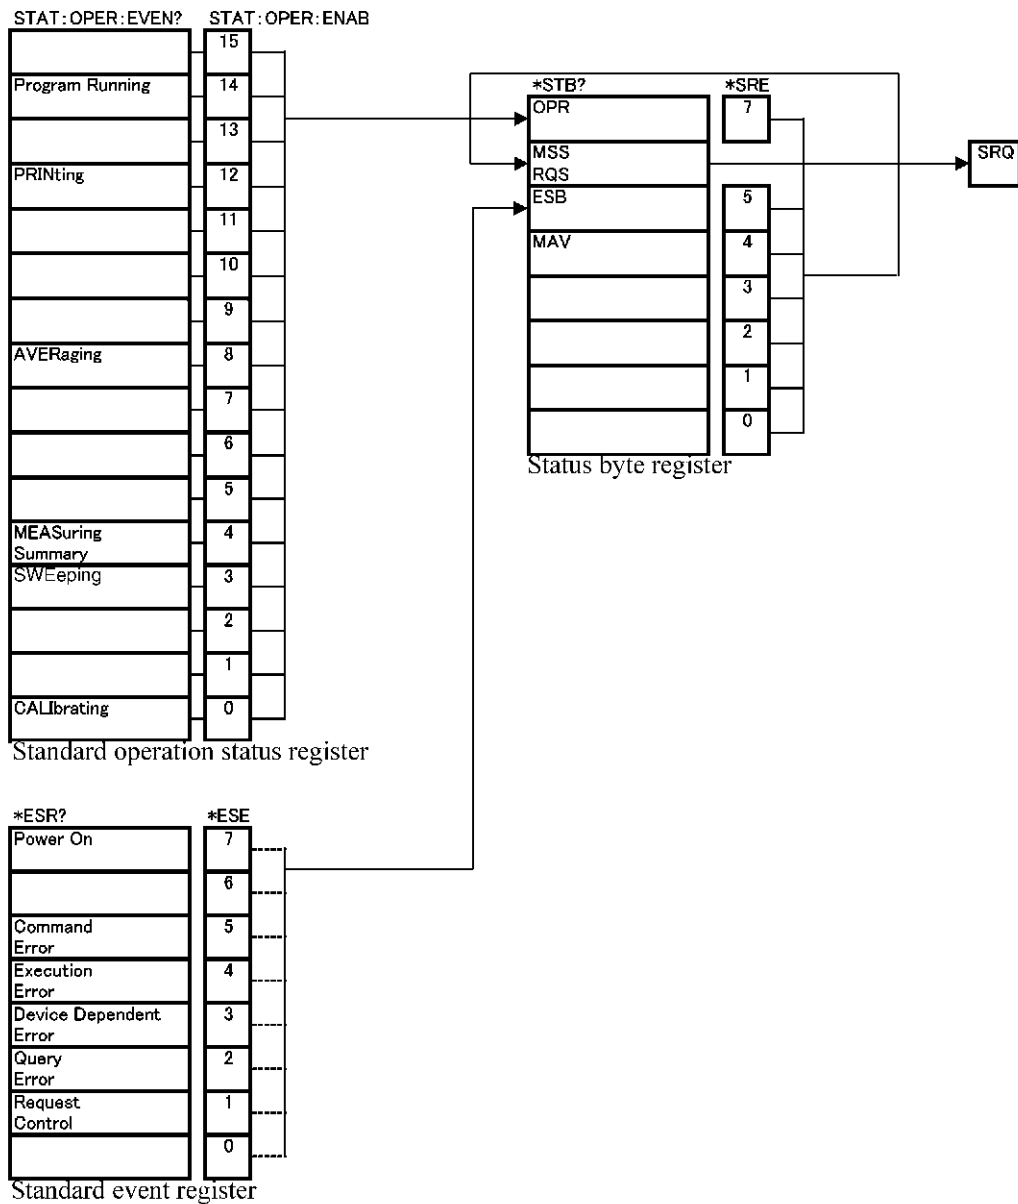 STAT:OPER:EVEN? STAT:OPER:ENAB
15
Program Running 14
13
PRINting 12
11
10
9
AVERaging 8
7
6
5
MEASuring 4
Summary
SWEeping 3
2
1
CALIbrating 0
Standard operation status register
*STB? *SRE
OPR 7
MSS
RQS
ESB 5
MAV 4
3
2
1
0
Status byte register
SRQ
*ESR? *ESE
Power On 7
6
Command 5
Error
Execution 4
Error
Device Dependent 3
Error
Query 2
Error
Request 1
Control
0
Standard event register